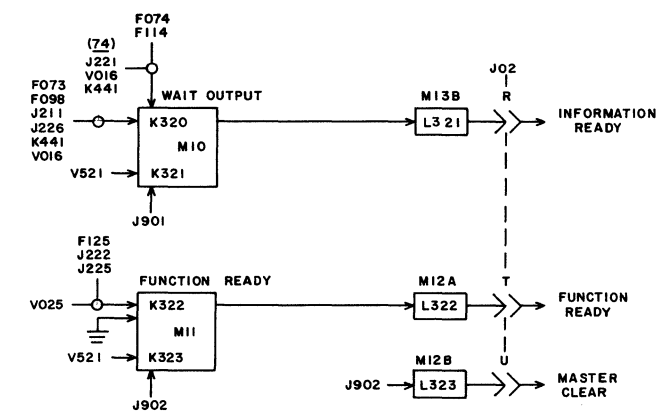 F074
F114
(74)
J221
V016
K441
WAIT OUTPUT
F073
F098
J211
J226
K441
V016
K320
M10
K321
V521
J901
M13B
L321
J02
R
INFORMATION
READY
F125
J222
J225
FUNCTION READY
V025
K322
M11
K323
V521
J902
M12A
L322
T
FUNCTION
READY
M12B
J902
L323
U
MASTER
CLEAR